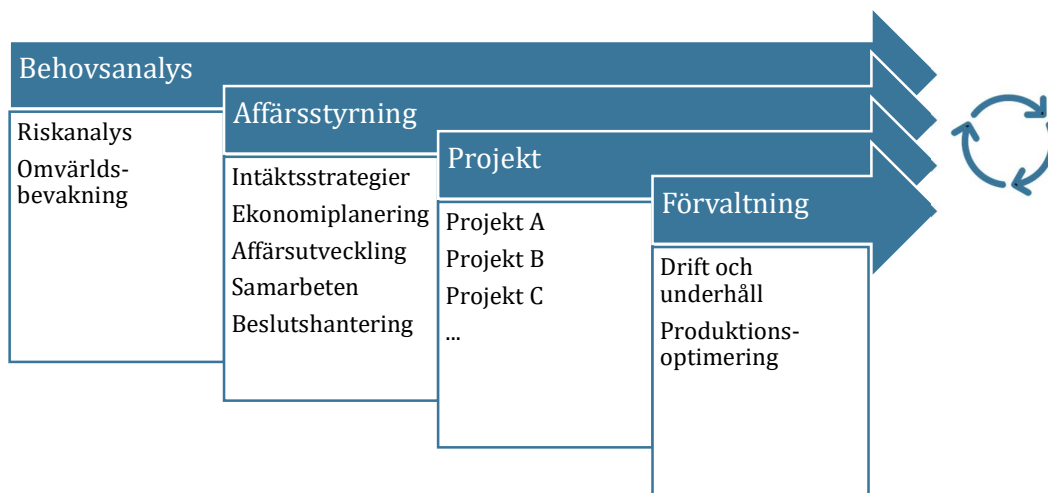 Behovsanalys
Riskanalys
Omvärlds-
bevakning
Affärsstyrning
Intäktsstrategier
Ekonomiplanering
Affärsutveckling
Samarbeten
Beslutshantering
Projekt
Projekt A
Projekt B
Projekt C
...
Förvaltning
Drift och
underhåll
Produktions-
optimering